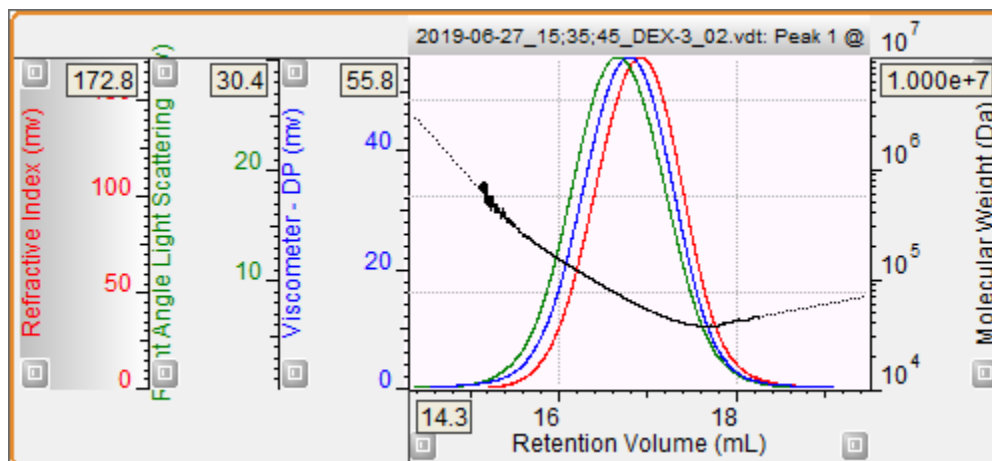 2019-06-27_15;35;45_DEX-3_02.vdt: Peak 1 @
172.8
30.4
55.8
1.000e+7
Refractive Index (mv)
100
50
0
Angle Light Scattering
20
10
Viscometer - DP (mv)
40
20
0
10^7
10^6
10^5
10^4
Molecular Weight (Da)
14.3
16
18
Retention Volume (mL)